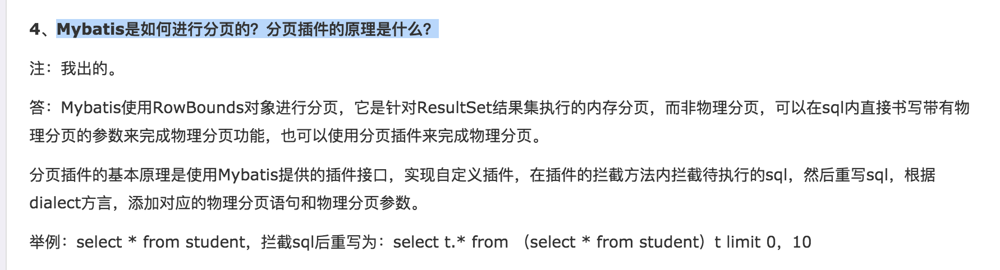 4、Mybatis是如何进行分页的？分页插件的原理是什么？
注：我出的。
答：Mybatis使用RowBounds对象进行分页，它是针对ResultSet结果集执行的内存分页，而非物理分页，可以在sql内直接书写带有物
理分页的参数来完成物理分页功能，也可以使用分页插件来完成物理分页。
分页插件的基本原理是使用Mybatis提供的插件接口，实现自定义插件，在插件的拦截方法内拦截待执行的sql，然后重写sql，根据
dialect方言，添加对应的物理分页语句和物理分页参数。
举例：select * from student，拦截sql后重写为：select t.* from （select * from student）t limit 0，10